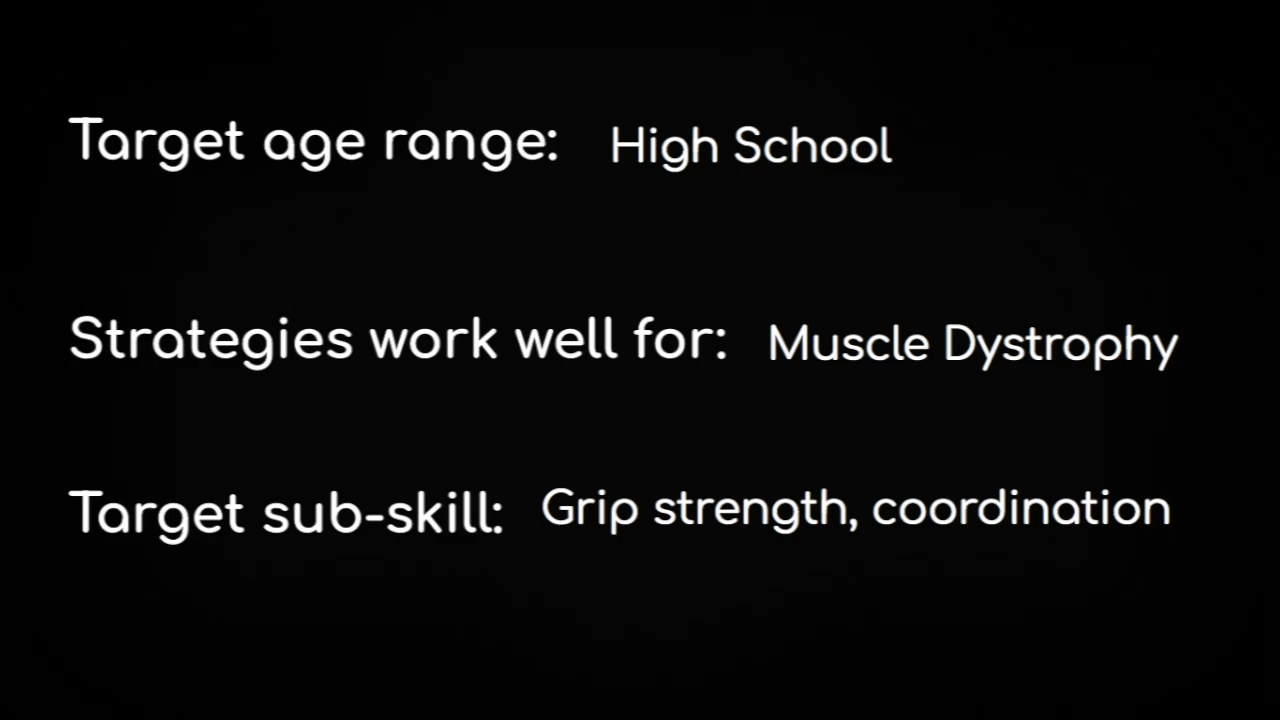 Target age range: High School
Strategies work well for: Muscle Dystrophy
Target sub-skill: Grip strength, coordination